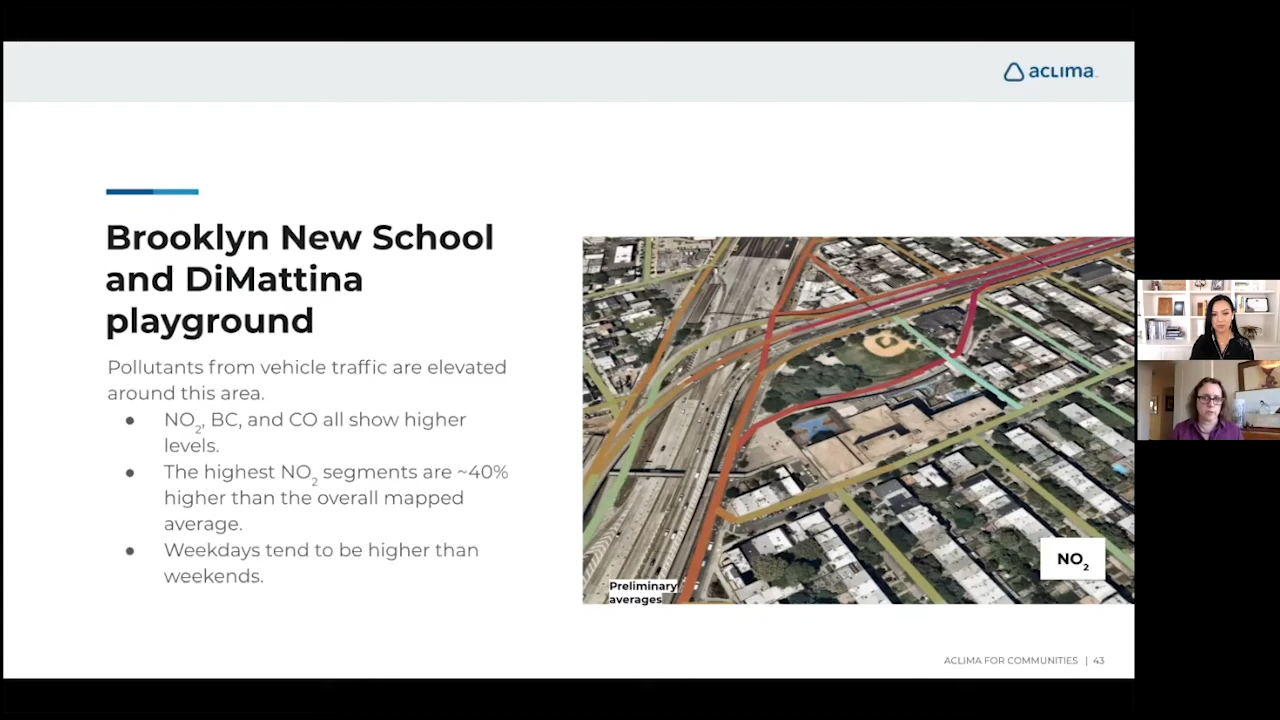 aclima
Brooklyn New School
and DiMattina
playground
Pollutants from vehicle traffic are elevated
around this area.
● NO2, BC, and CO all show higher
levels.
● The highest NO2 segments are ~40%
higher than the overall mapped
average.
● Weekdays tend to be higher than
weekends.
Preliminary
averages
NO2
ACLIMA FOR COMMUNITIES | 43